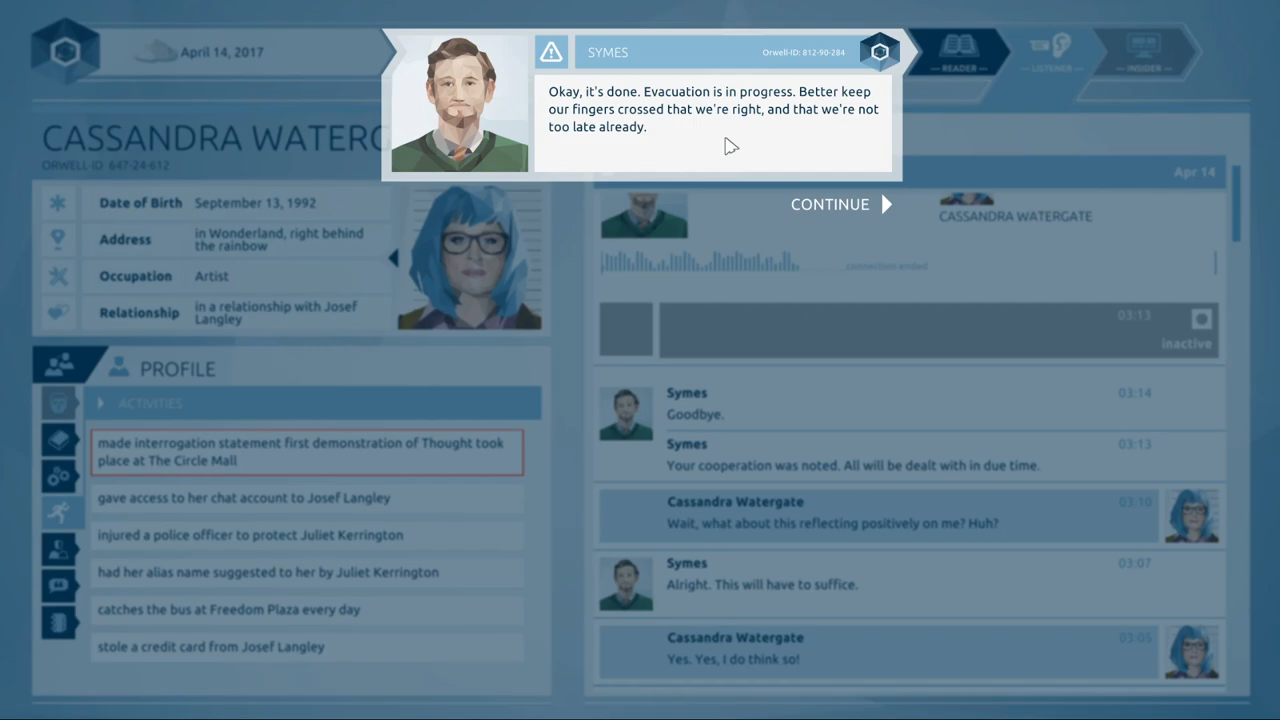 April 14, 2017
SYMES
Orwell-ID: 812-90-284
Okay, it's done. Evacuation is in progress. Better keep
our fingers crossed that we're right, and that we're not
too late already.
CONTINUE
READER
LISTENER
INSIDER
CASSANDRA WATERG
ORWELL-ID 647-24-612
Date of Birth September 13, 1992
Address in Wonderland, right behind
the rainbow
Occupation Artist
Relationship in a relationship with Josef
Langley
PROFILE
ACTIVITIES
made interrogation statement first demonstration of Thought took
place at The Circle Mall
gave access to her chat account to Josef Langley
injured a police officer to protect Juliet Kerrington
had her alias name suggested to her by Juliet Kerrington
catches the bus at Freedom Plaza every day
stole a credit card from Josef Langley
Apr 14
CASSANDRA WATERGATE
connection ended
03:13
inactive
Symes 03:14
Goodbye.
Symes 03:13
Your cooperation was noted. All will be dealt with in due time.
Cassandra Watergate 03:10
Wait, what about this reflecting positively on me? Huh?
Symes 03:07
Alright. This will have to suffice.
Cassandra Watergate 03:05
Yes. Yes, I do think so!